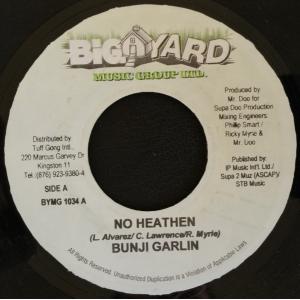 BIG YARD
MUSIC GROUP LTD.
Distributed by
Tuff Gong Int..
220 Marcus Garvey Dr
Kingston 11
Tel.(876) 923-9380-4
SIDE A
BYMG 1034 A
Produced by
Mr. Doo for
Supa Doo Production
Mixing Engineers
Phillip Smart /
Ricky Myrie &
Mr. Doo
Published by:
IP Music Int'l. Ltd./
Supa 2 Muz (ASCAP)/
STB Music
NO HEATHEN
(L. Alvarez/ C. Lawrence/R. Myrie)
BUNJI GARLIN
All Rights Reserved. Unauthorized Duplication is a Violation of Applicable Laws